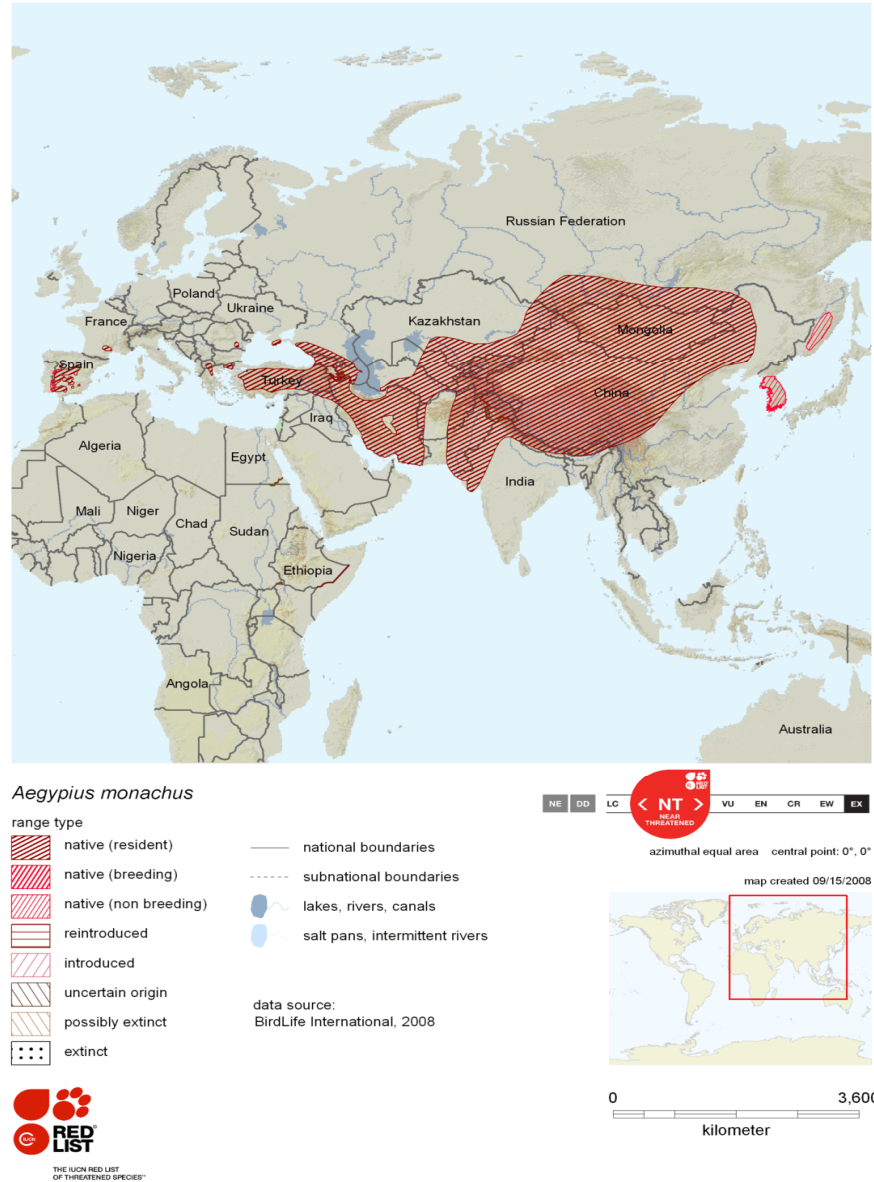 Russian Federation
Poland
Ukraine
France
Kazakhstan
Mongolia
Spain
Turkey
China
Iraq
Algeria
Egypt
India
Mali
Niger
Chad
Sudan
Nigeria
Ethiopia
Angola
Australia
Aegypius monachus
range type
native (resident)
native (breeding)
native (non breeding)
reintroduced
introduced
uncertain origin
possibly extinct
extinct
national boundaries
subnational boundaries
lakes, rivers, canals
salt pans, intermittent rivers
data source:
BirdLife International, 2008
RED LIST
NE DD LC < NT > VU EN CR EW EX
NEAR
THREATENED
azimuthal equal area central point: 0°, 0°
map created 09/15/2008
0 3,600
kilometer
IUCN
RED
LIST
THE IUCN RED LIST
OF THREATENED SPECIES™